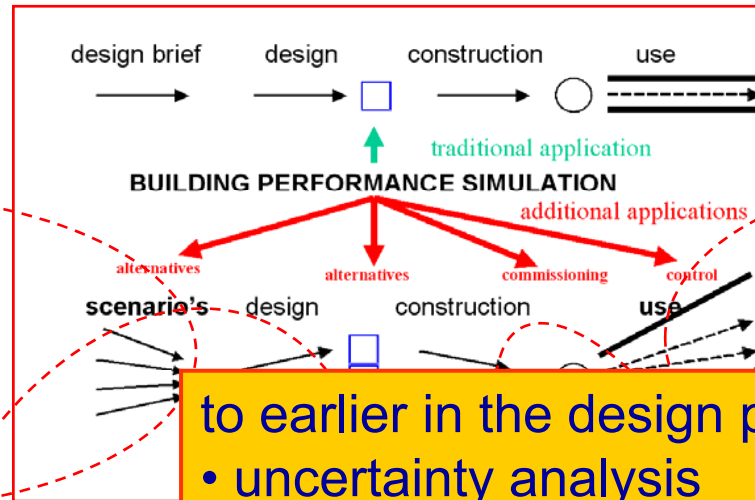 design brief design construction use
traditional application
BUILDING PERFORMANCE SIMULATION
additional applications
alternatives alternatives commissioning control
scenario's design construction use
to earlier in the design p
• uncertainty analysis